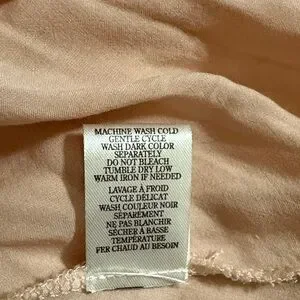 MACHINE WASH COLD
GENTLE CYCLE
WASH DARK COLOR
SEPARATELY
DO NOT BLEACH
TUMBLE DRY LOW
WARM IRON IF NEEDED
LAVAGE À FROID
CYCLE DÉLICAT
WASH COULEUR NOIR
SÉPARÉMENT
NE PAS BLANCHIR
SÉCHER À BASSE
TEMPÉRATURE
FER CHAUD AU BESOIN